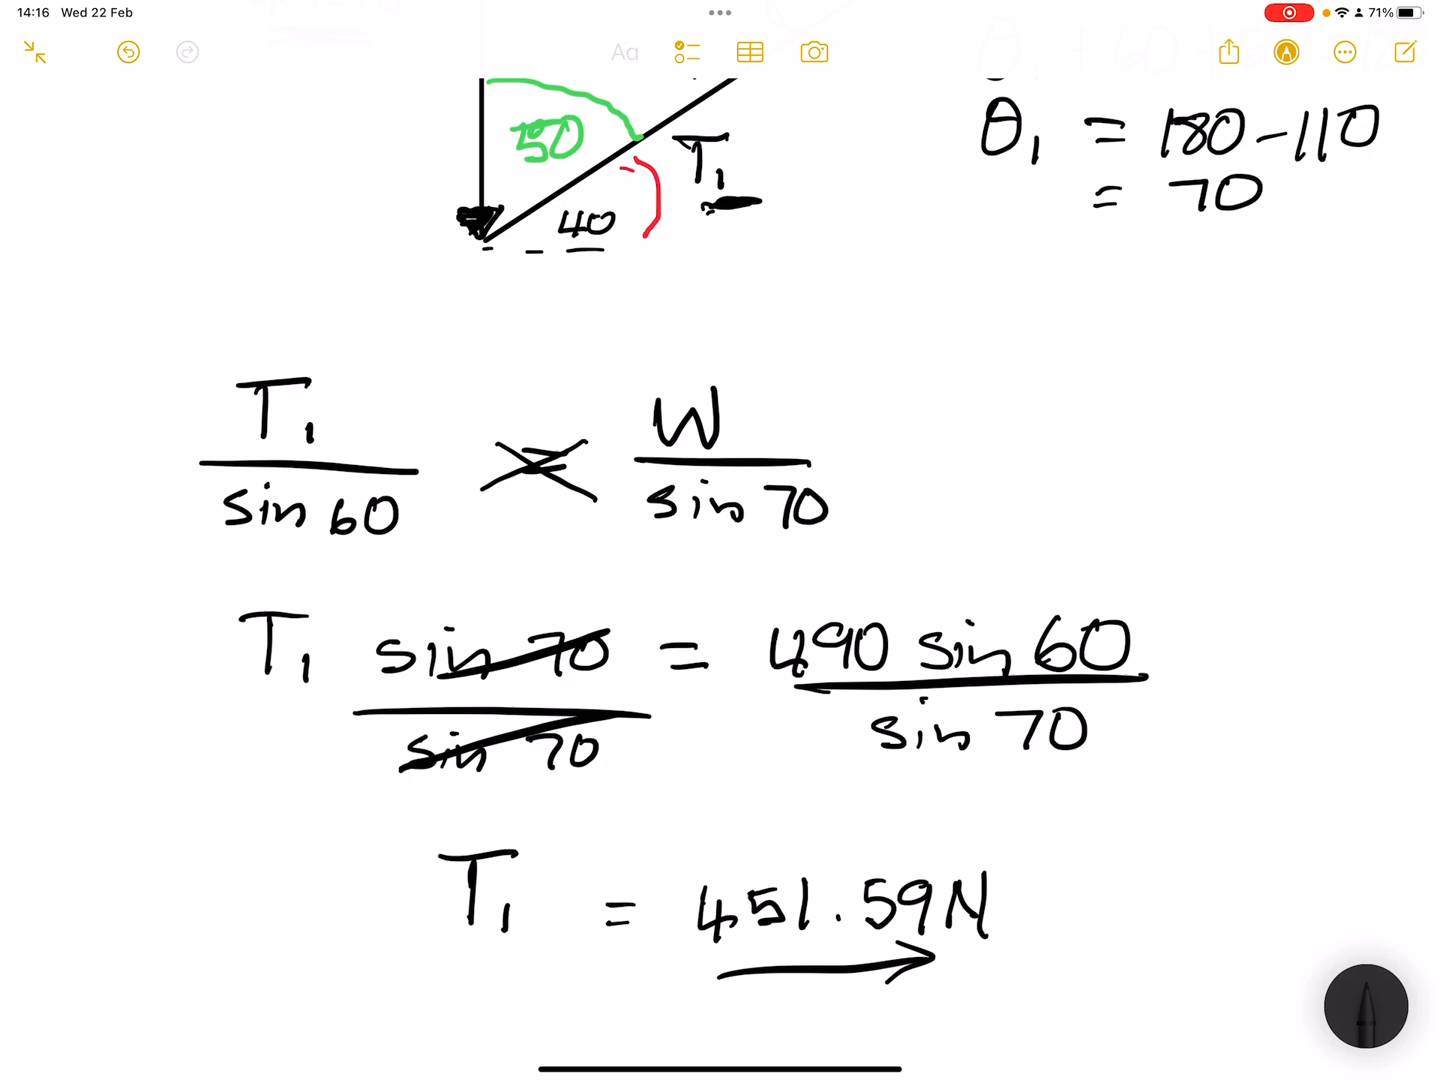 14:16 Wed 22 Feb 71%
Aa
50
T₁
40
θ₁ = 180 - 110
= 70
T₁ / sin 60 = W / sin 70
T₁ sin 70 / sin 70 = 490 sin 60 / sin 70
T₁ = 451.59N